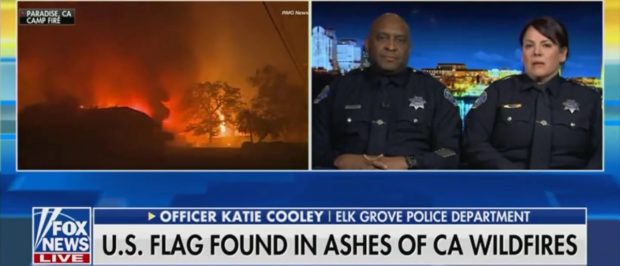 PARADISE, CA
CAMP FIRE
RMG News
OFFICER KATIE COOLEY | ELK GROVE POLICE DEPARTMENT
FOX
NEWS
LIVE
U.S. FLAG FOUND IN ASHES OF CA WILDFIRES